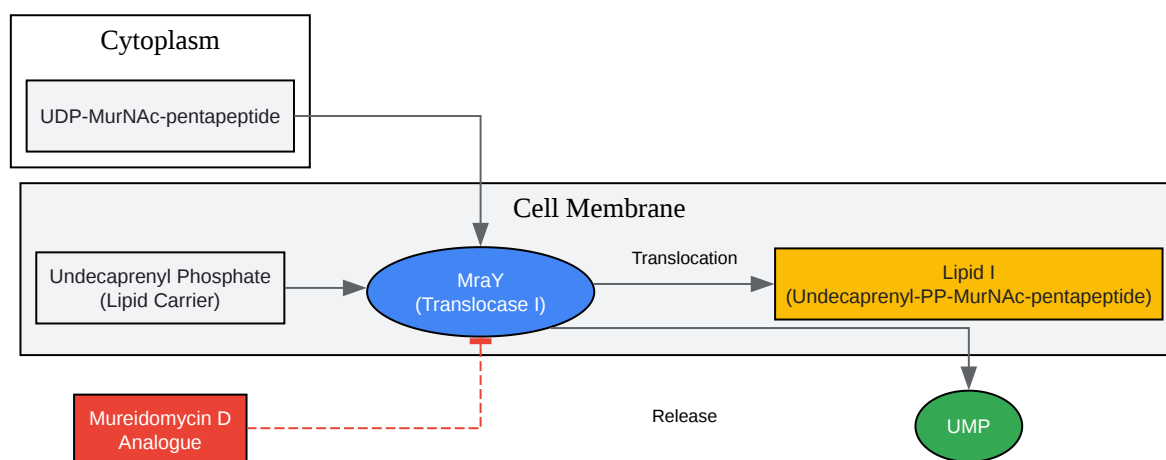 Cytoplasm
UDP-MurNAc-pentapeptide
Cell Membrane
Undecaprenyl Phosphate
(Lipid Carrier)
MraY
(Translocase I)
Translocation
Lipid I
(Undecaprenyl-PP-MurNAc-pentapeptide)
Mureidomycin D
Analogue
Release
UMP